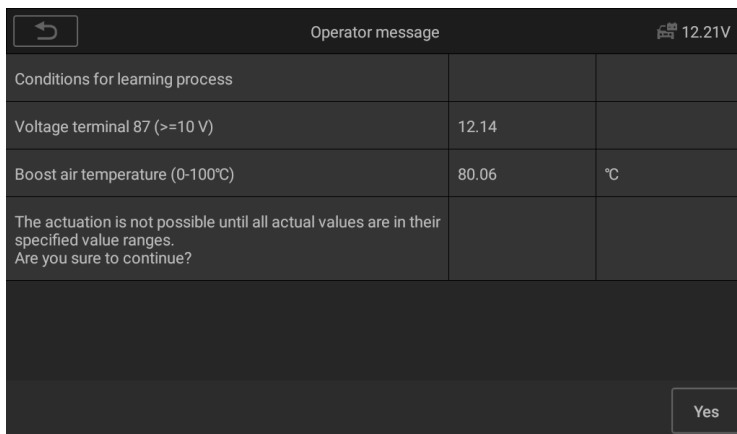 Operator message
12.21V
Conditions for learning process
Voltage terminal 87 (>=10 V) 12.14
Boost air temperature (0-100℃) 80.06 ℃
The actuation is not possible until all actual values are in their
specified value ranges.
Are you sure to continue?
Yes